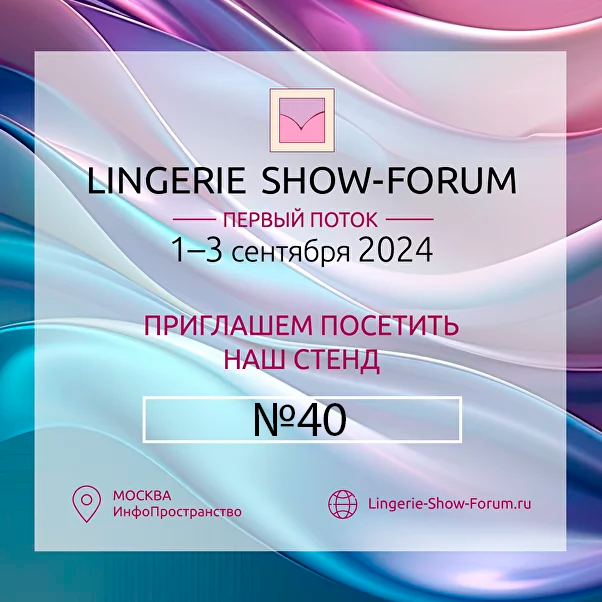 LINGERIE SHOW-FORUM
ПЕРВЫЙ ПОТОК
1–3 сентября 2024
ПРИГЛАШЕМ ПОСЕТИТЬ
НАШ СТЕНД
№40
МОСКВА
ИнфоПространство
Lingerie-Show-Forum.ru